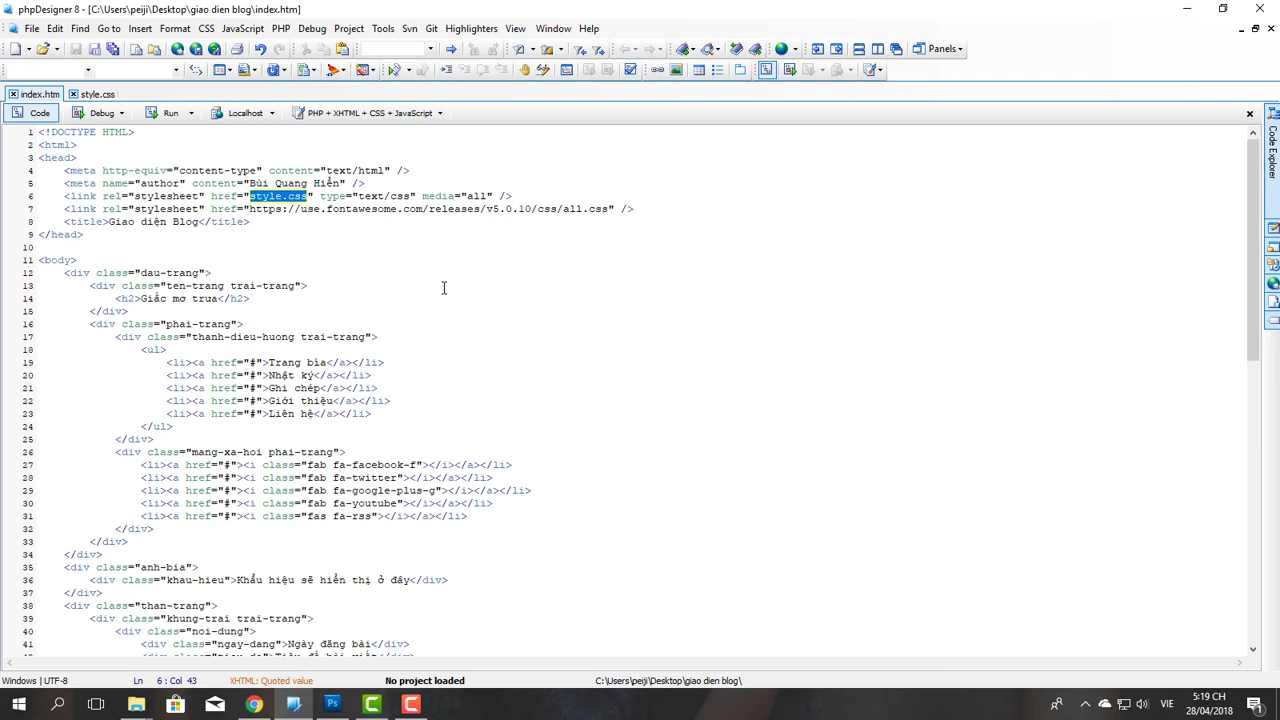 phpDesigner 8 - [C:\Users\peiji\Desktop\giao dien blog\index.htm]
File Edit Find Go to Insert Format CSS JavaScript PHP Debug Project Tools Svn Git Highlighters View Window Help
Panels
index.htm style.css
Code Debug Run Localhost PHP + XHTML + CSS + JavaScript
Code Explorer
1 <!DOCTYPE HTML>
2 <html>
3 <head>
4 <meta http-equiv="content-type" content="text/html" />
5 <meta name="author" content="Bùi Quang Hiển" />
6 <link rel="stylesheet" href="style.css" type="text/css" media="all" />
7 <link rel="stylesheet" href="https://use.fontawesome.com/releases/v5.0.10/css/all.css" />
8 <title>Giao diện Blog</title>
9 </head>
10
11 <body>
12 <div class="dau-trang">
13 <div class="ten-trang trai-trang">
14 <h2>Giấc mơ trưa</h2>
15 </div>
16 <div class="phai-trang">
17 <div class="thanh-dieu-huong trai-trang">
18 <ul>
19 <li><a href="#">Trang bìa</a></li>
20 <li><a href="#">Nhật ký</a></li>
21 <li><a href="#">Ghi chép</a></li>
22 <li><a href="#">Giới thiệu</a></li>
23 <li><a href="#">Liên hệ</a></li>
24 </ul>
25 </div>
26 <div class="mang-xa-hoi phai-trang">
27 <li><a href="#"><i class="fab fa-facebook-f"></i></a></li>
28 <li><a href="#"><i class="fab fa-twitter"></i></a></li>
29 <li><a href="#"><i class="fab fa-google-plus-g"></i></a></li>
30 <li><a href="#"><i class="fab fa-youtube"></i></a></li>
31 <li><a href="#"><i class="fas fa-rss"></i></a></li>
32 </div>
33 </div>
34 </div>
35 <div class="anh-bia">
36 <div class="khau-hieu">Khẩu hiệu sẽ hiển thị ở đây</div>
37 </div>
38 <div class="than-trang">
39 <div class="khung-trai trai-trang">
40 <div class="noi-dung">
41 <div class="ngay-dang">Ngày đăng bài</div>
Windows | UTF-8 Ln 6 : Col 43 XHTML: Quoted value No project loaded C:\Users\peiji\Desktop\giao dien blog\
Ps VIE 5:19 CH
28/04/2018 1